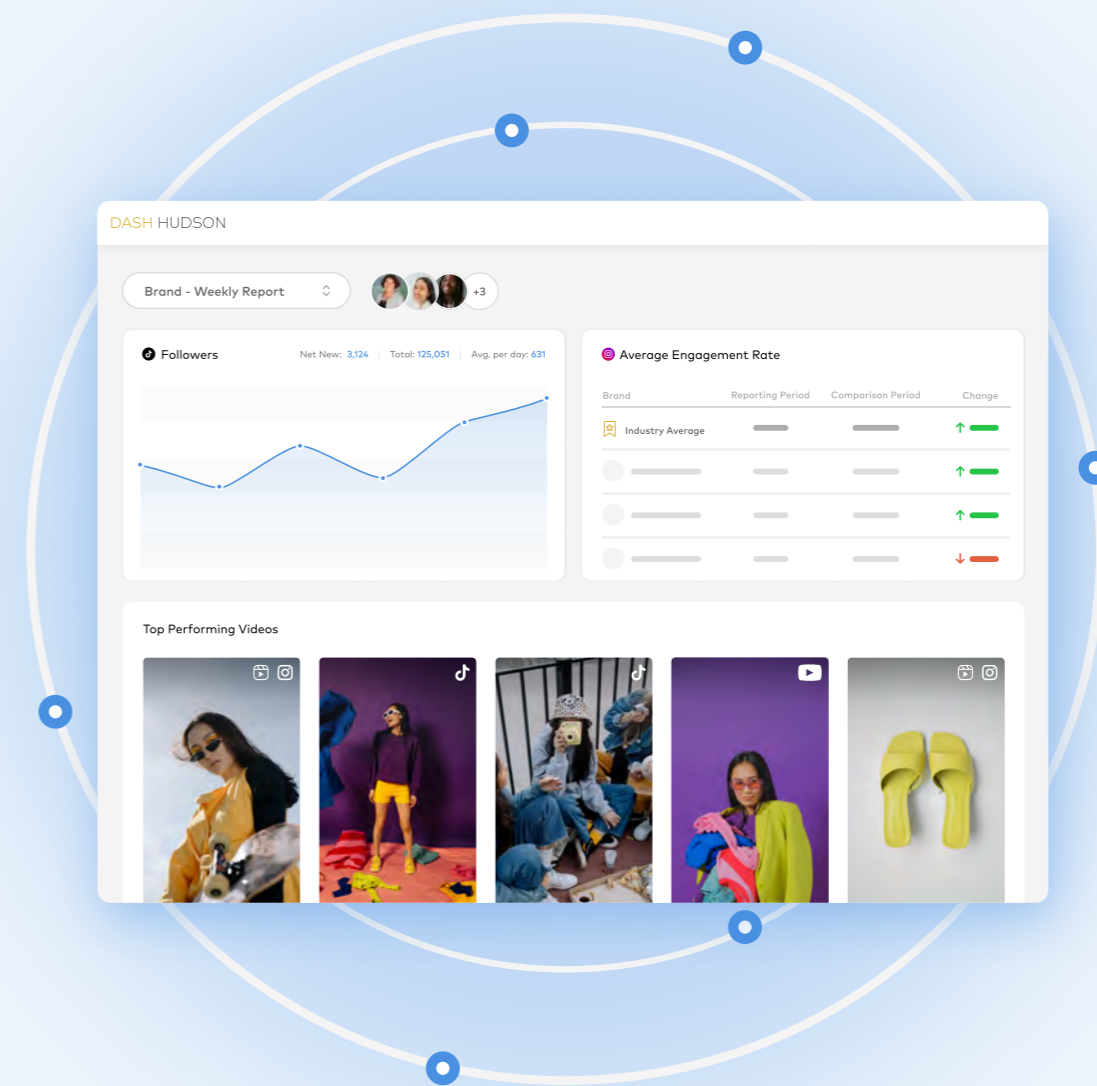 DASH HUDSON
Brand - Weekly Report
+3
Followers
Net New: 3,124 | Total: 125,051 | Avg. per day: 631
Average Engagement Rate
Brand Reporting Period Comparison Period Change
Industry Average
Top Performing Videos